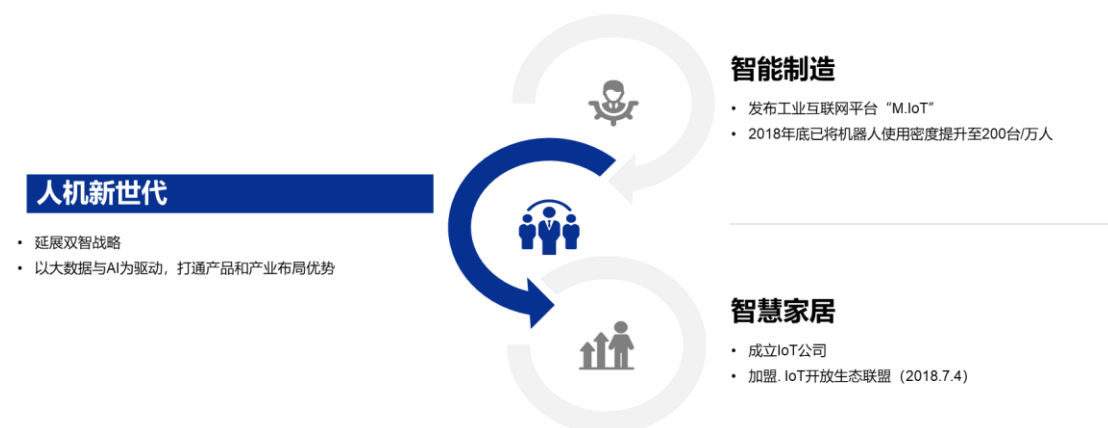 人机新世代
• 延展双智战略
• 以大数据与AI为驱动，打通产品和产业布局优势
智能制造
• 发布工业互联网平台“M.IoT”
• 2018年底已将机器人使用密度提升至200台/万人
智慧家居
• 成立IoT公司
• 加盟. IoT开放生态联盟（2018.7.4）